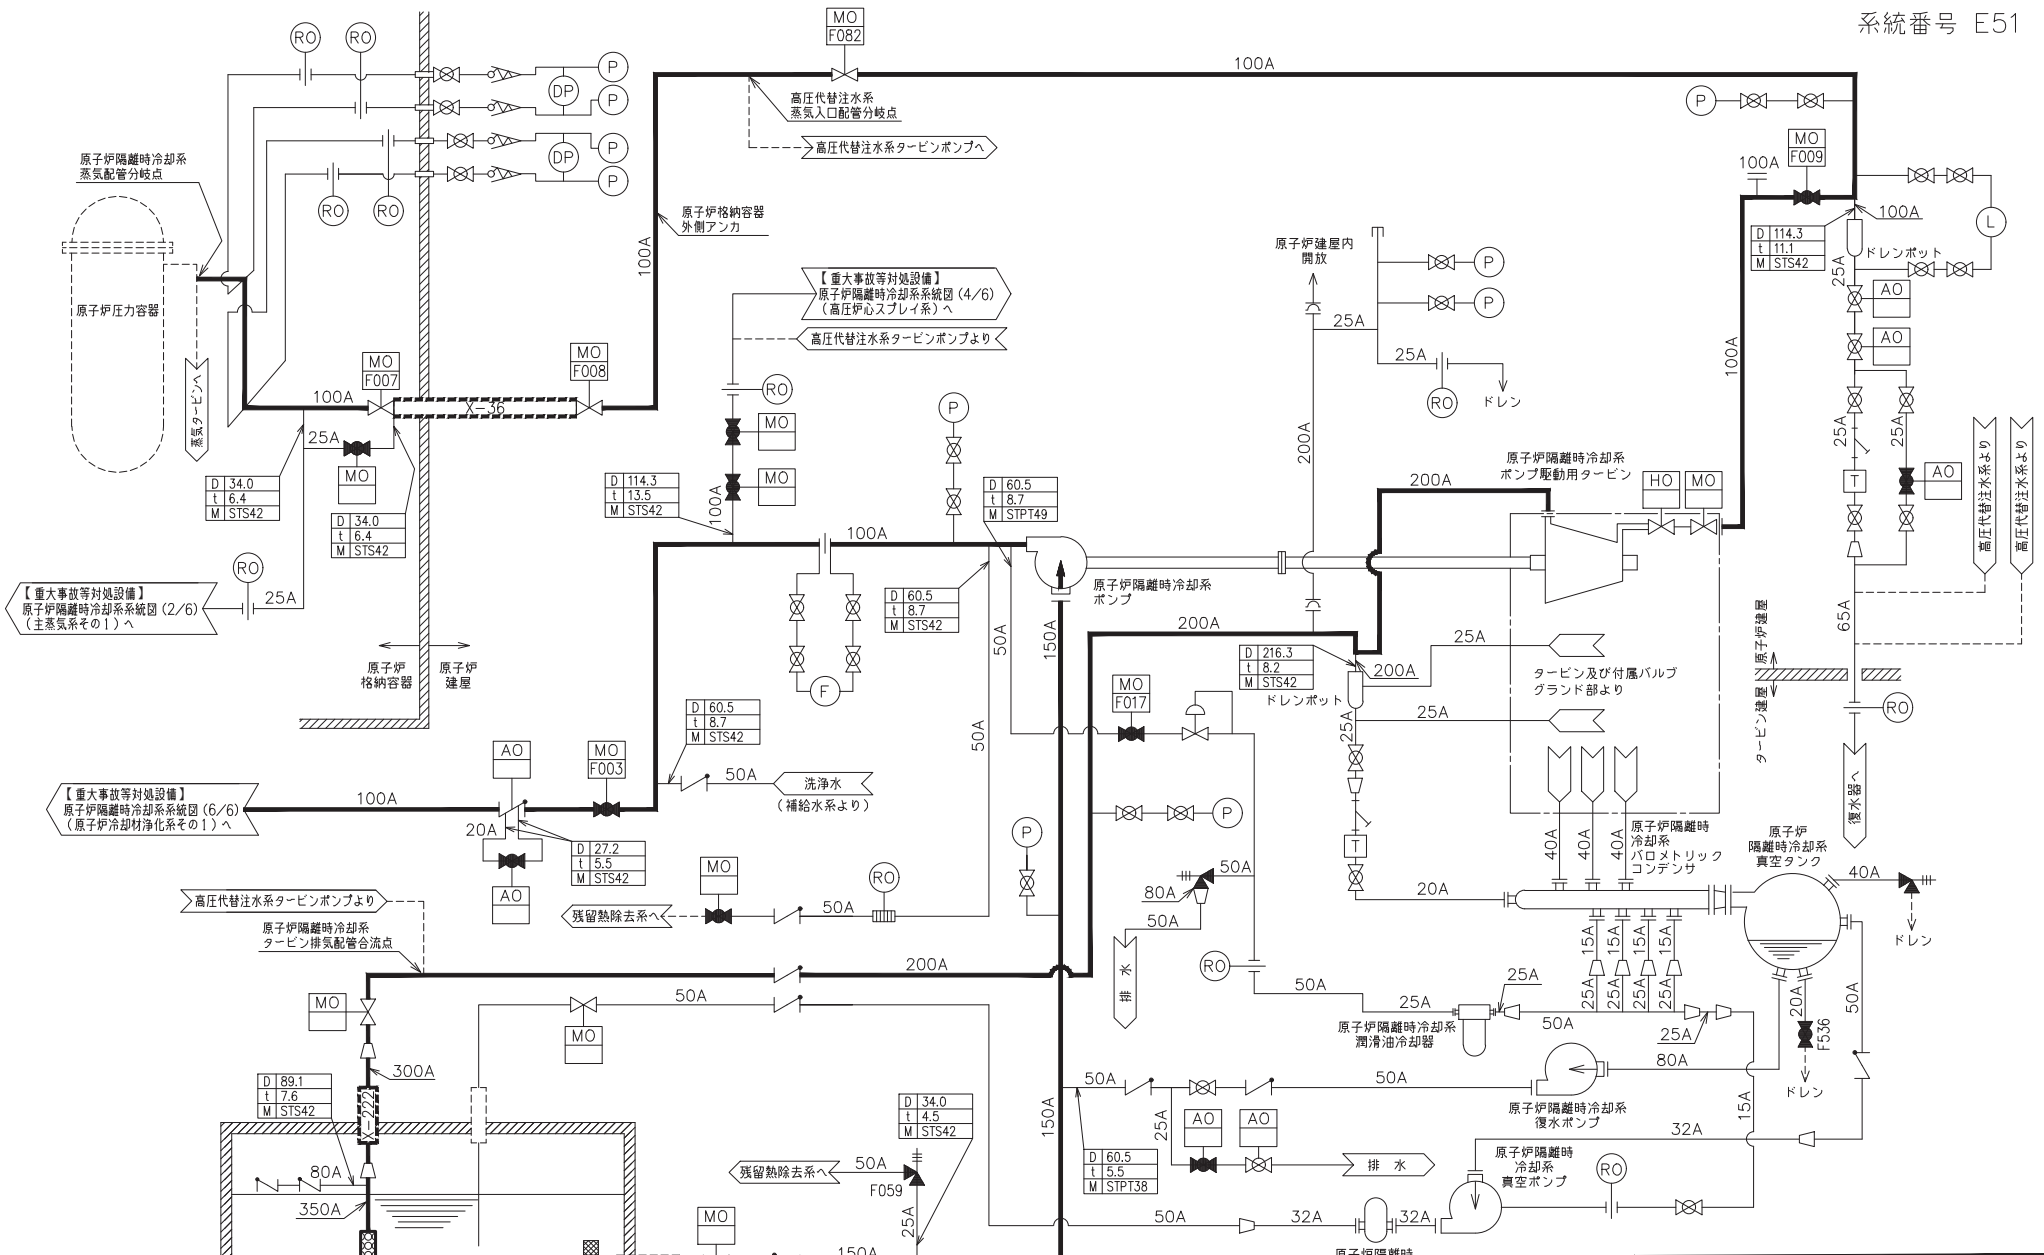 系統番号 E51
MO
F082
RO
RO
P
DP
P
P
DP
P
RO
RO
100A
高圧代替注水系
蒸気入口配管分岐点
高圧代替注水系タービンポンプへ
P
MO
F009
100A
原子炉隔離時冷却系
蒸気配管分岐点
原子炉格納容器
外側アンカ
100A
原子炉圧力容器
蒸気タービンへ
100A
MO
F007
X-36
MO
F008
25A
MO
D 34.0
t 6.4
M STS42
D 34.0
t 6.4
M STS42
RO
25A
【重大事故等対処設備】
原子炉隔離時冷却系系統図(2/6)
(主蒸気系その1)へ
原子炉
格納容器
原子炉
建屋
【重大事故等対処設備】
原子炉隔離時冷却系系統図(4/6)
(高圧炉心スプレイ系)へ
高圧代替注水系タービンポンプより
RO
MO
MO
100A
D 114.3
t 13.5
M STS42
P
D 60.5
t 8.7
M STPT49
100A
F
D 60.5
t 8.7
M STS42
50A
50A
150A
原子炉隔離時冷却系
ポンプ
原子炉建屋内
開放
P
P
25A
25A
RO
ドレン
200A
200A
原子炉隔離時冷却系
ポンプ駆動用タービン
HO
MO
100A
D 114.3
t 11.1
M STS42
100A
ドレンポット
L
25A
AO
AO
25A
25A
T
AO
高圧代替注水系より
高圧代替注水系より
65A
原子炉建屋
タービン建屋
RO
復水器へ
200A
D 216.3
t 8.2
M STS42
200A
ドレンポット
25A
25A
25A
タービン及び付属バルブ
グランド部より
MO
F017
T
20A
40A
40A
40A
原子炉隔離時
冷却系
バロメトリック
コンデンサ
原子炉
隔離時冷却系
真空タンク
40A
ドレン
P
P
80A
50A
50A
排水
RO
50A
25A
原子炉隔離時冷却系
潤滑油冷却器
25A
50A
15A
15A
15A
15A
25A
25A
25A
25A
25A
20A
F536
ドレン
50A
80A
原子炉隔離時冷却系
復水ポンプ
15A
32A
D 60.5
t 8.7
M STS42
50A
洗浄水
(補給水系より)
AO
MO
F003
【重大事故等対処設備】
原子炉隔離時冷却系系統図(6/6)
(原子炉冷却材浄化系その1)へ
100A
20A
AO
D 27.2
t 5.5
M STS42
MO
RO
50A
残留熱除去系へ
高圧代替注水系タービンポンプより
原子炉隔離時冷却系
タービン排気配管合流点
200A
MO
50A
MO
300A
D 89.1
t 7.6
M STS42
X-222
80A
350A
D 34.0
t 4.5
M STS42
残留熱除去系へ
50A
F059
25A
MO
150A
150A
50A
50A
25A
AO
AO
排水
D 60.5
t 5.5
M STPT38
原子炉隔離時
冷却系
真空ポンプ
RO
50A
32A
32A
原子炉隔離時